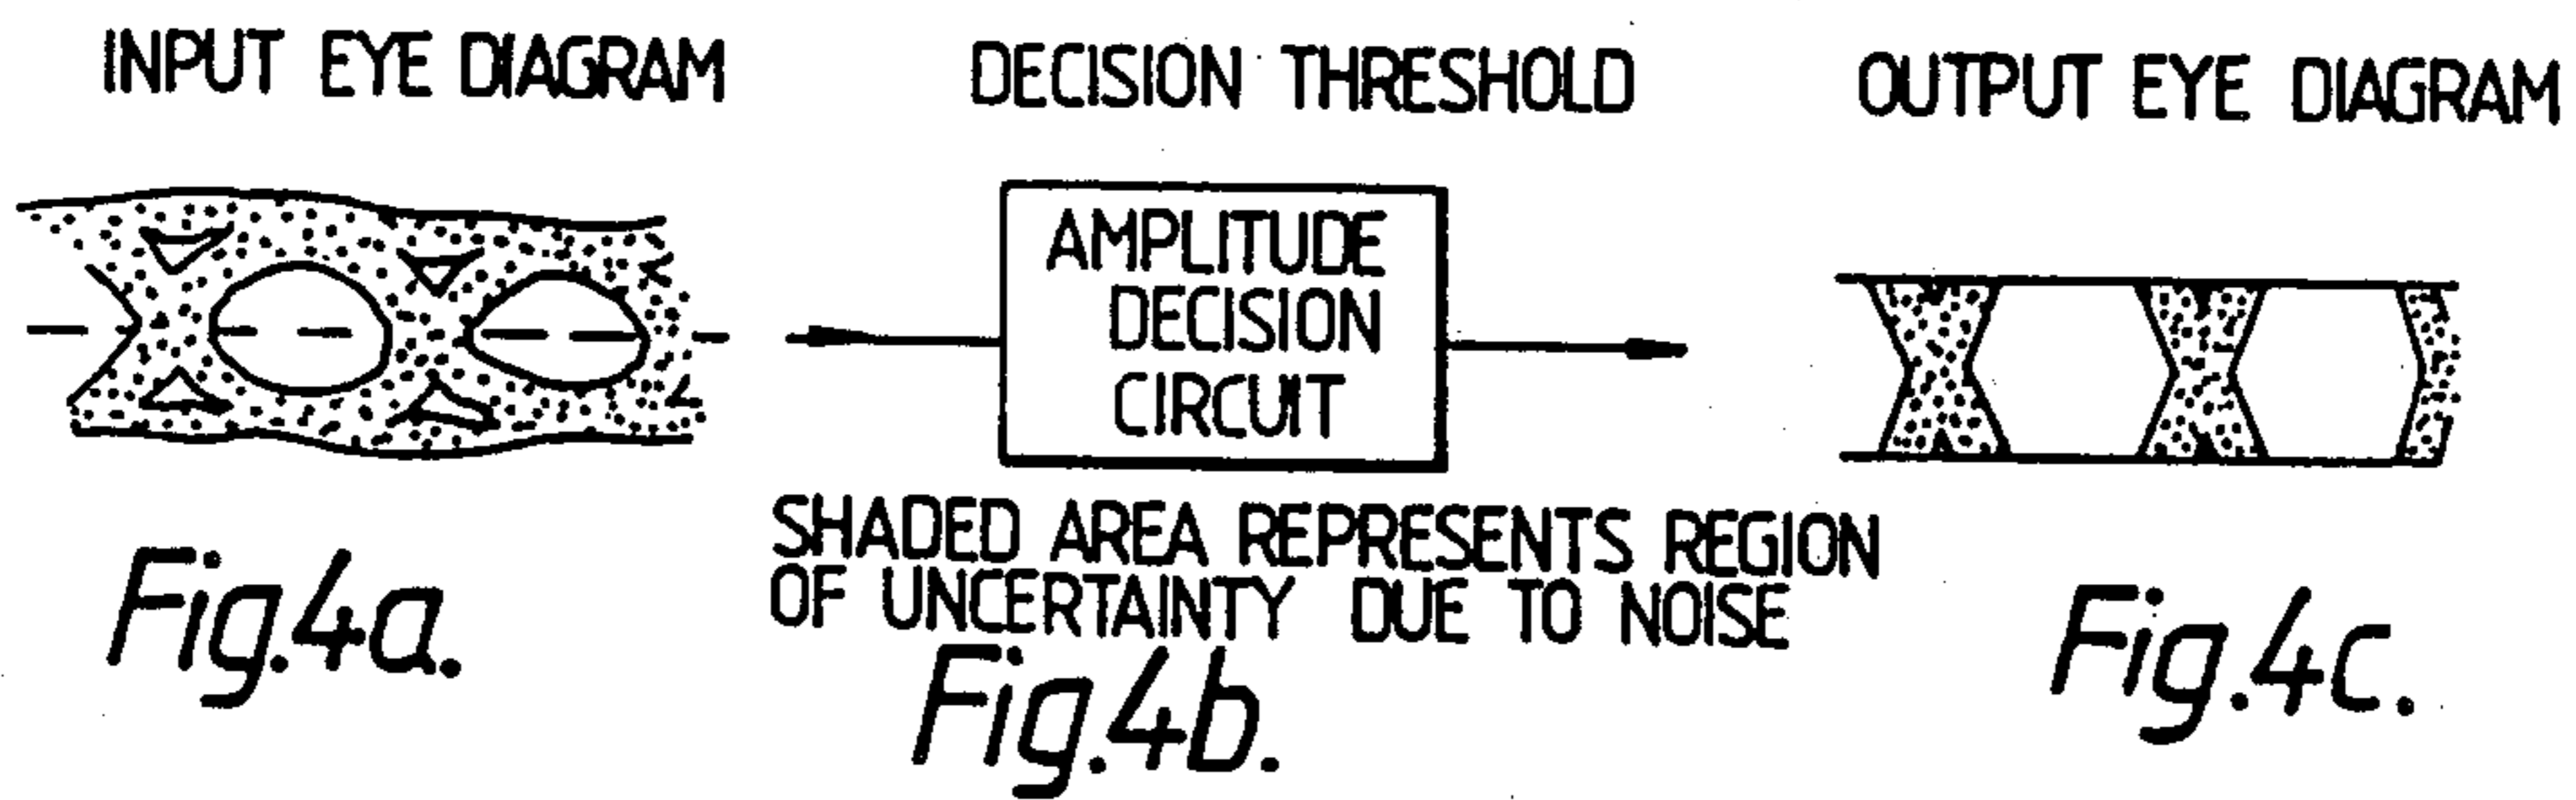 INPUT EYE DIAGRAM
DECISION THRESHOLD
OUTPUT EYE DIAGRAM
AMPLITUDE
DECISION
CIRCUIT
SHADED AREA REPRESENTS REGION
OF UNCERTAINTY DUE TO NOISE
Fig.4a.
Fig.4b.
Fig.4c.